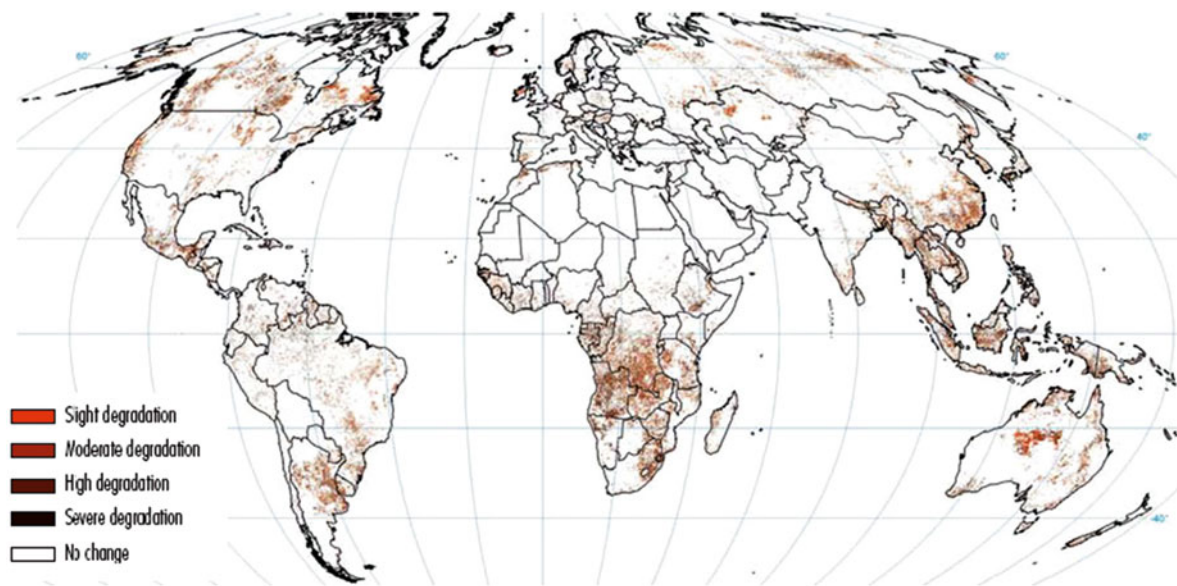 60°
60°
40°
-40°
Sight degradation
Moderate degradation
High degradation
Severe degradation
No change